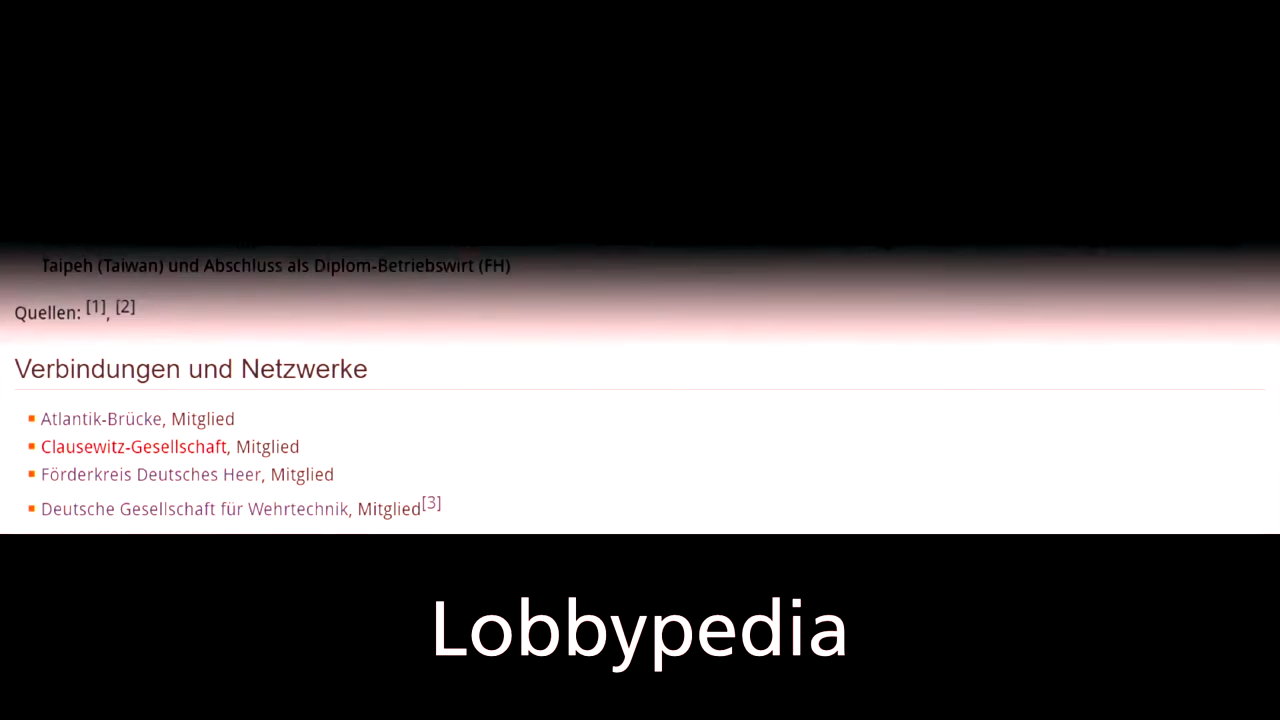 Taipeh (Taiwan) und Abschluss als Diplom-Betriebswirt (FH)
Quellen: [1], [2]
Verbindungen und Netzwerke
Atlantik-Brücke, Mitglied
Clausewitz-Gesellschaft, Mitglied
Förderkreis Deutsches Heer, Mitglied
Deutsche Gesellschaft für Wehrtechnik, Mitglied[3]
Lobbypedia